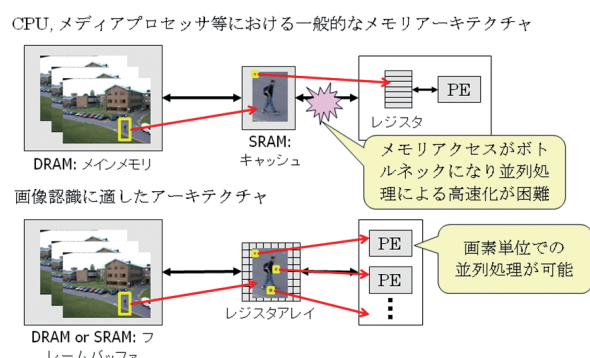 CPU, メディアプロセッサ等における一般的なメモリアーキテクチャ
PE
レジスタ
DRAM: メインメモリ
SRAM:
キャッシュ
メモリアクセスがボト
ルネックになり並列処
理による高速化が困難
画像認識に適したアーキテクチャ
PE
画素単位での
並列処理が可能
PE
レジスタアレイ
DRAM or SRAM: フ
レームバッファ